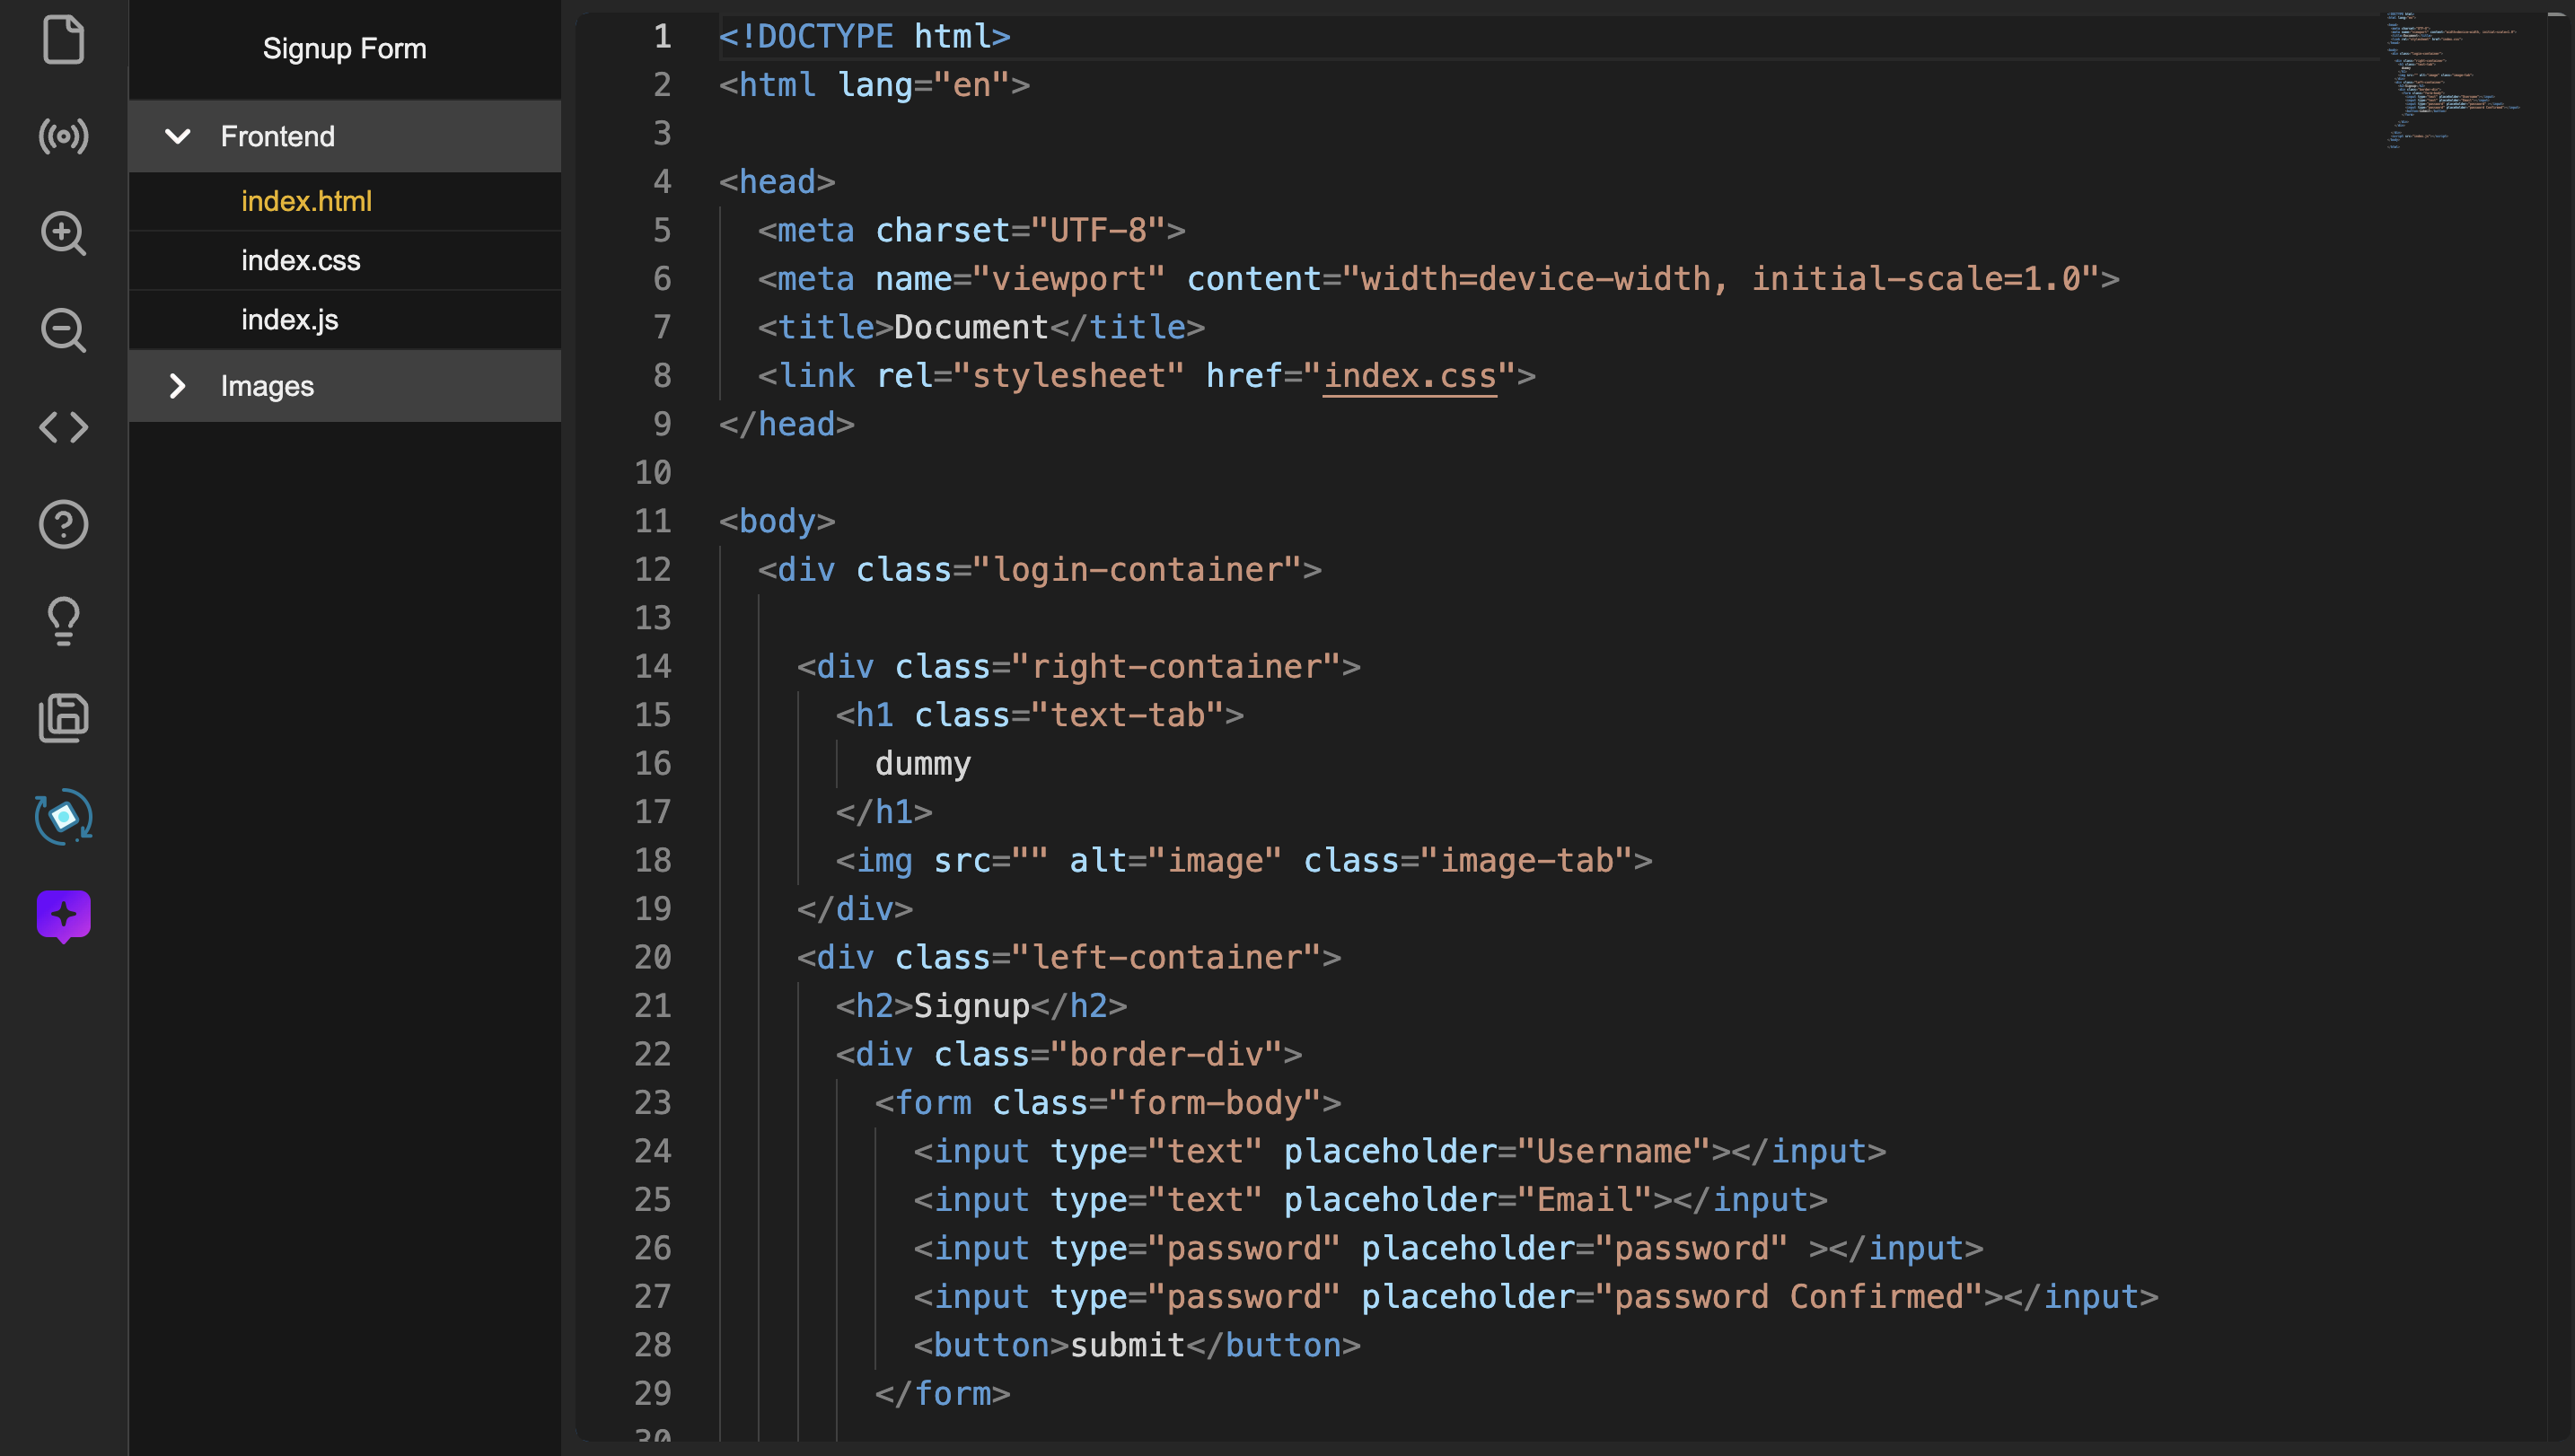 Signup Form
Frontend
index.html
index.css
index.js
Images
1 <!DOCTYPE html>
2 <html lang="en">
3
4 <head>
5 <meta charset="UTF-8">
6 <meta name="viewport" content="width=device-width, initial-scale=1.0">
7 <title>Document</title>
8 <link rel="stylesheet" href="index.css">
9 </head>
10
11 <body>
12 <div class="login-container">
13
14 <div class="right-container">
15 <h1 class="text-tab">
16 dummy
17 </h1>
18 <img src="" alt="image" class="image-tab">
19 </div>
20 <div class="left-container">
21 <h2>Signup</h2>
22 <div class="border-div">
23 <form class="form-body">
24 <input type="text" placeholder="Username"></input>
25 <input type="text" placeholder="Email"></input>
26 <input type="password" placeholder="password" ></input>
27 <input type="password" placeholder="password Confirmed"></input>
28 <button>submit</button>
29 </form>
30